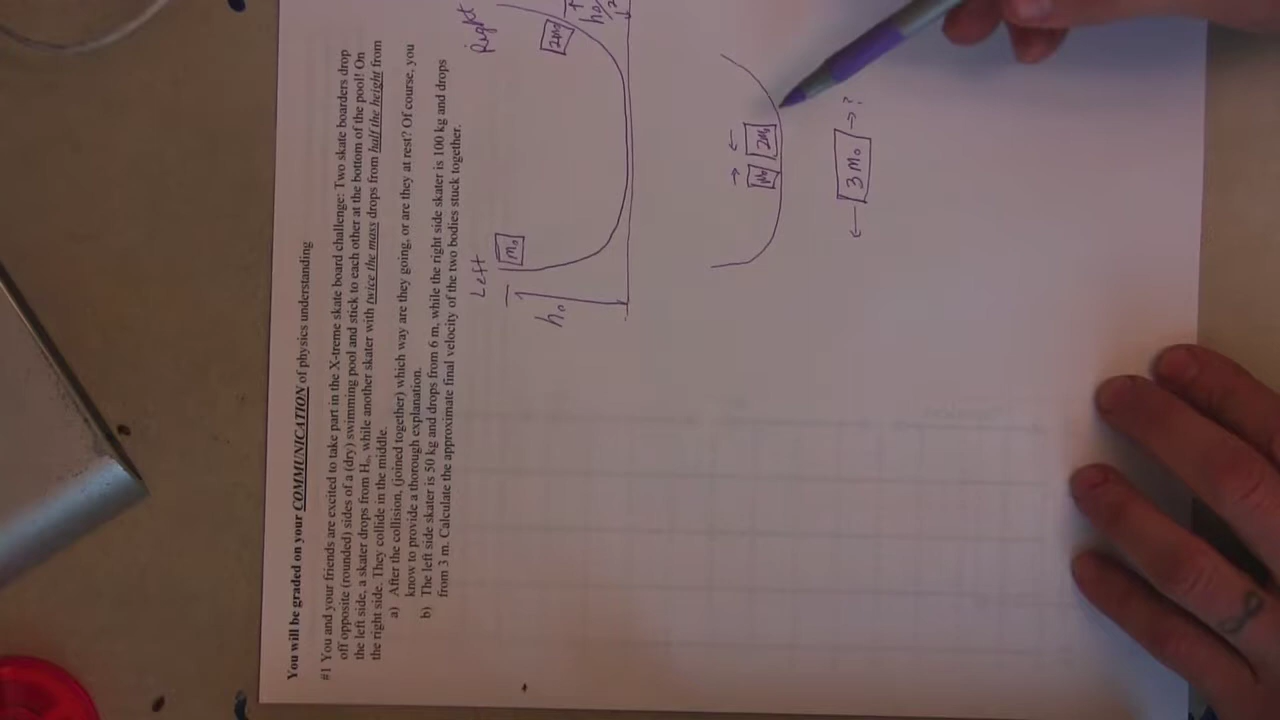 You will be graded on your COMMUNICATION of physics understanding
#1 You and your friends are excited to take part in the X-treme skate board challenge: Two skate boarders drop
off opposite (rounded) sides of a (dry) swimming pool and stick to each other at the bottom of the pool! On
the left side, a skater drops from Ho, while another skater with twice the mass drops from half the height from
the right side. They collide in the middle.
a) After the collision, (joined together) which way are they going, or are they at rest? Of course, you
know to provide a thorough explanation.
b) The left side skater is 50 kg and drops from 6 m, while the right side skater is 100 kg and drops
from 3 m. Calculate the approximate final velocity of the two bodies stuck together.
Left
Right
m₀
2m₀
h₀
h₀/2
→ ←
m₀
2m₀
← 3m₀ → ?